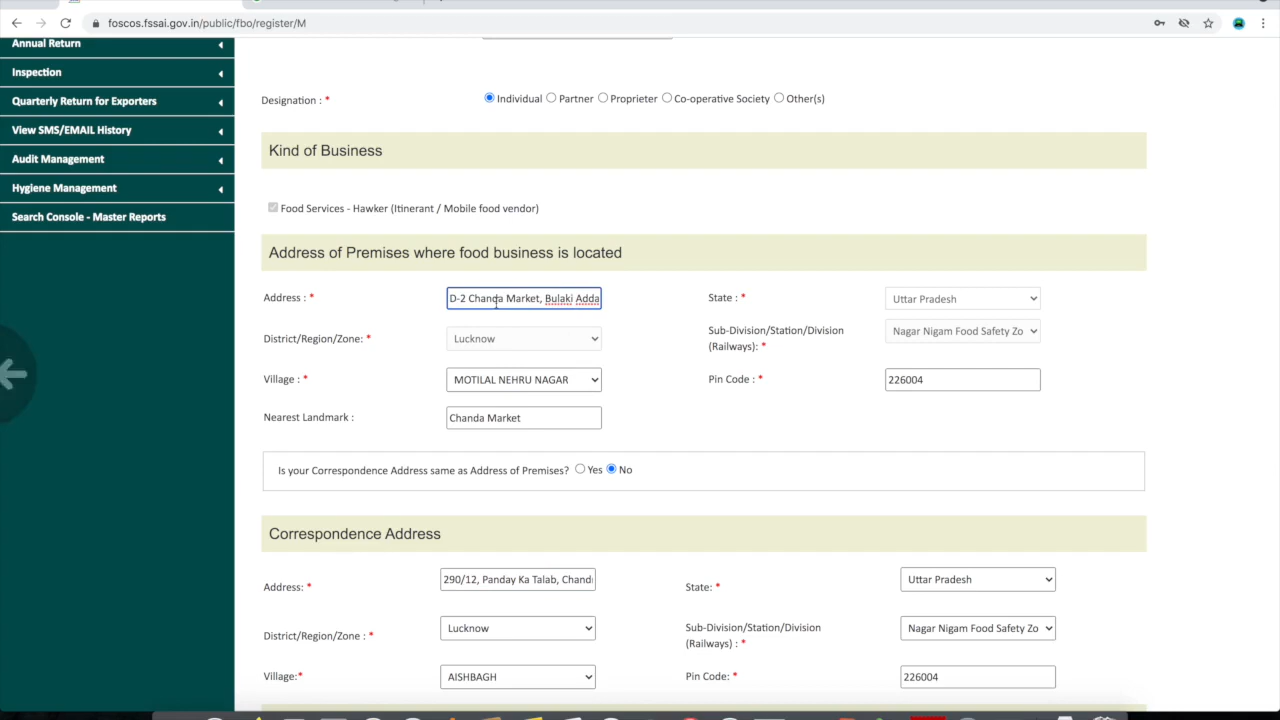 foscos.fssai.gov.in/public/fbo/register/M
Annual Return
Inspection
Quarterly Return for Exporters
View SMS/EMAIL History
Audit Management
Hygiene Management
Search Console - Master Reports
Designation : * Individual Partner Proprieter Co-operative Society Other(s)
Kind of Business
Food Services - Hawker (Itinerant / Mobile food vendor)
Address of Premises where food business is located
Address : * D-2 Chanda Market, Bulaki Adda State : * Uttar Pradesh
District/Region/Zone: * Lucknow Sub-Division/Station/Division
(Railways): * Nagar Nigam Food Safety Zo
Village : * MOTILAL NEHRU NAGAR Pin Code : * 226004
Nearest Landmark : Chanda Market
Is your Correspondence Address same as Address of Premises? Yes No
Correspondence Address
Address: * 290/12, Panday Ka Talab, Chand State: * Uttar Pradesh
District/Region/Zone : * Lucknow Sub-Division/Station/Division
(Railways) : * Nagar Nigam Food Safety Zo
Village:* AISHBAGH Pin Code: * 226004